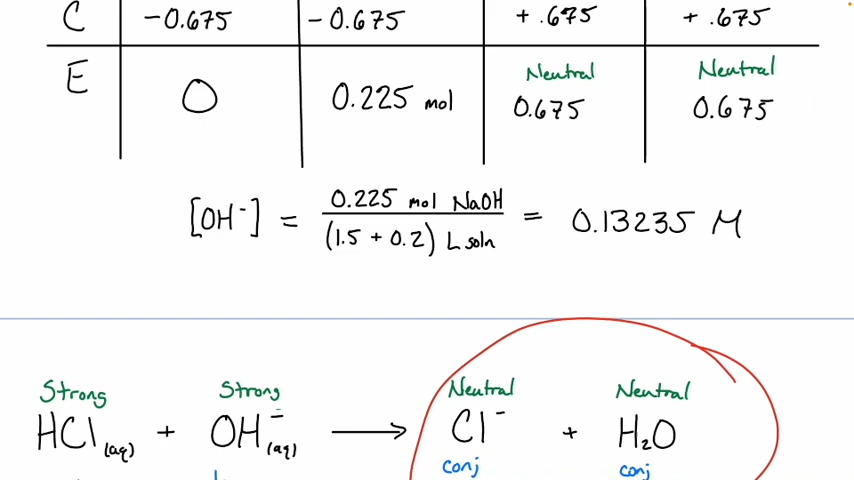 C -0.675 -0.675 +.675 +.675
E 0 0.225 mol Neutral 0.675 Neutral 0.675
[OH⁻] = 0.225 mol NaOH / (1.5 + 0.2) L soln = 0.13235 M
Strong Strong Neutral Neutral
HCl(aq) + OH⁻(aq) → Cl⁻ + H₂O
conj conj